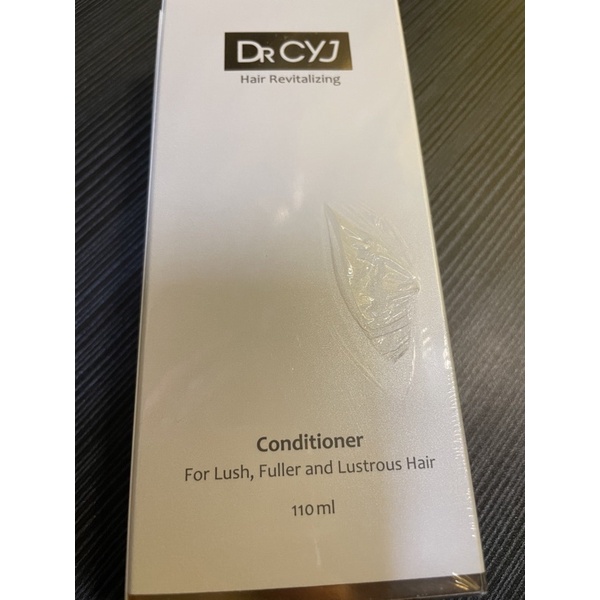 DR CYJ
Hair Revitalizing
Conditioner
For Lush, Fuller and Lustrous Hair
110 ml